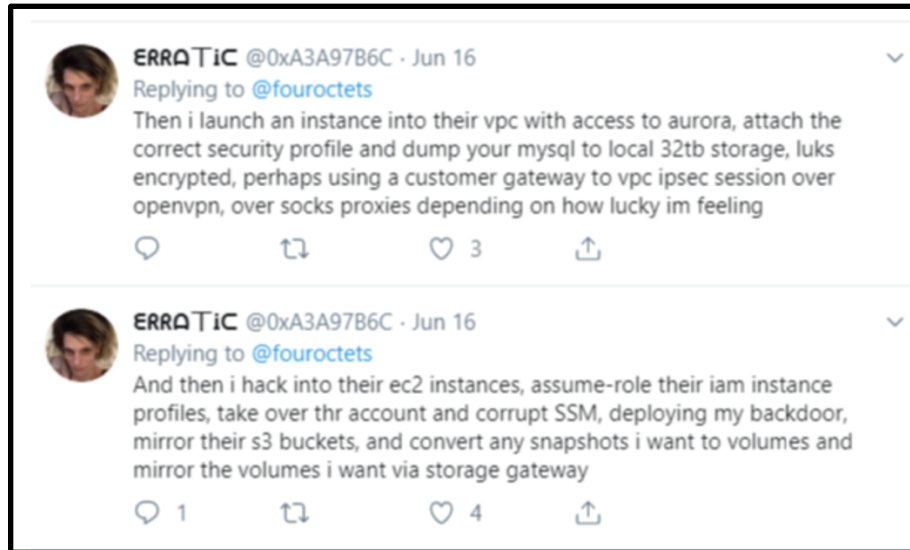 ERRΩTiC @0xA3A97B6C · Jun 16
Replying to @fouroctets
Then i launch an instance into their vpc with access to aurora, attach the
correct security profile and dump your mysql to local 32tb storage, luks
encrypted, perhaps using a customer gateway to vpc ipsec session over
openvpn, over socks proxies depending on how lucky im feeling
3
ERRΩTiC @0xA3A97B6C · Jun 16
Replying to @fouroctets
And then i hack into their ec2 instances, assume-role their iam instance
profiles, take over thr account and corrupt SSM, deploying my backdoor,
mirror their s3 buckets, and convert any snapshots i want to volumes and
mirror the volumes i want via storage gateway
1 4